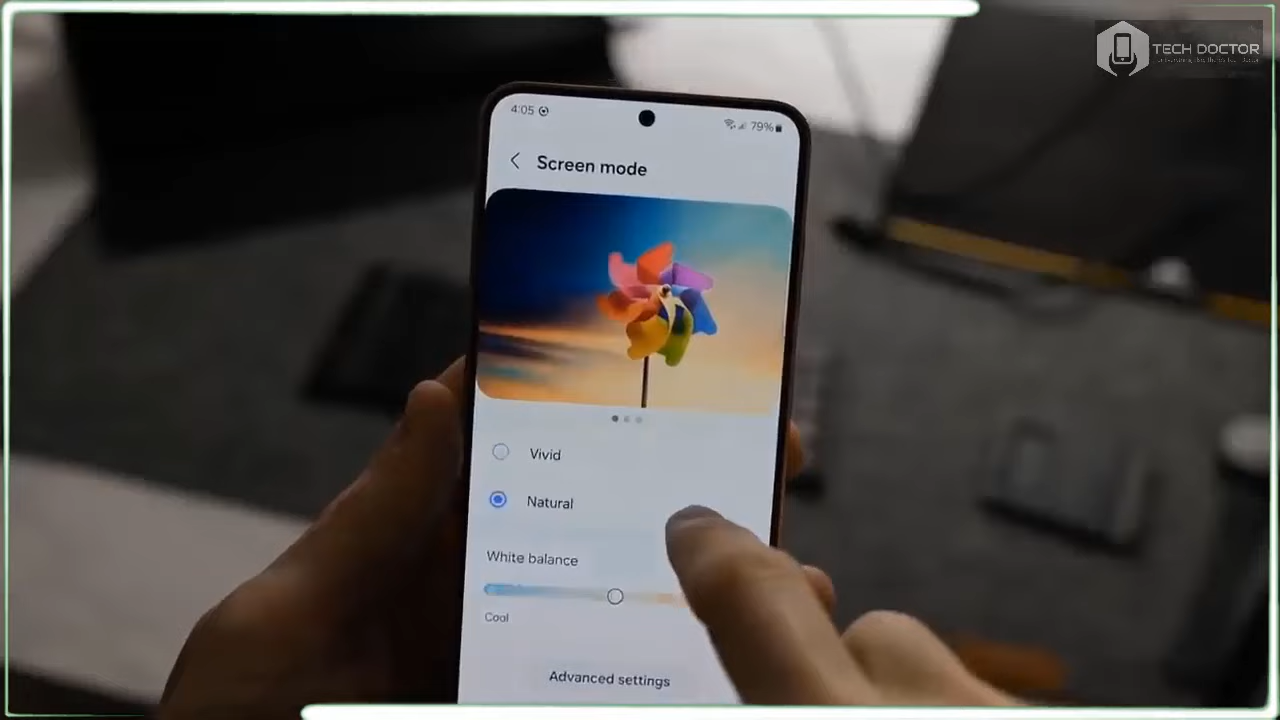 TECH DOCTOR
4:05
79%
Screen mode
Vivid
Natural
White balance
Cool
Advanced settings